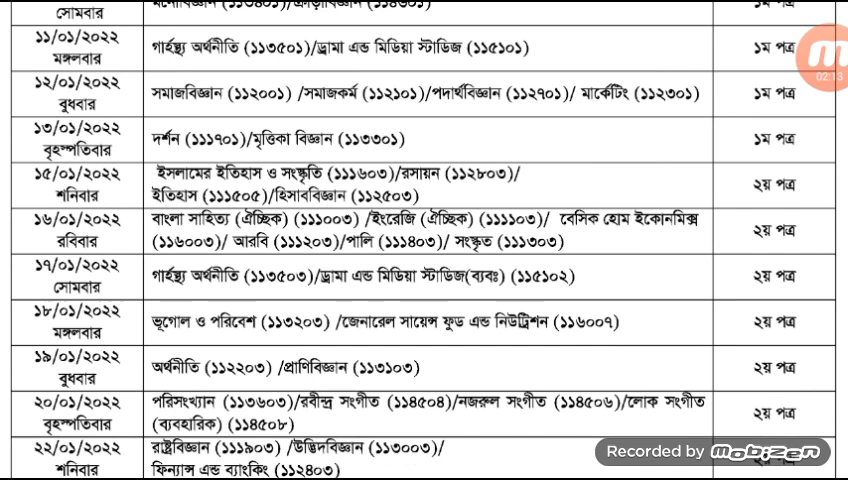 সোমবার
মনোবিজ্ঞান (১১৩৪০১)/ক্রীড়াবিজ্ঞান (১১৪৬০১)
১ম পত্র
১১/০১/২০২২
মঙ্গলবার
গার্হস্থ্য অর্থনীতি (১১৩৫০১)/ড্রামা এন্ড মিডিয়া স্টাডিজ (১১৫১০১)
১ম পত্র
১২/০১/২০২২
বুধবার
সমাজবিজ্ঞান (১১২০০১) /সমাজকর্ম (১১২১০১)/পদার্থবিজ্ঞান (১১২৭০১)/ মার্কেটিং (১১২৩০১)
১ম পত্র
১৩/০১/২০২২
বৃহস্পতিবার
দর্শন (১১১৭০১)/মৃত্তিকা বিজ্ঞান (১১৩৩০১)
১ম পত্র
১৫/০১/২০২২
শনিবার
ইসলামের ইতিহাস ও সংস্কৃতি (১১১৬০৩)/রসায়ন (১১২৮০৩)/
ইতিহাস (১১১৫০৫)/হিসাববিজ্ঞান (১১২৫০৩)
২য় পত্র
১৬/০১/২০২২
রবিবার
বাংলা সাহিত্য (ঐচ্ছিক) (১১১০০৩) /ইংরেজি (ঐচ্ছিক) (১১১১০৩)/ বেসিক হোম ইকোনমিক্স
(১১৬০০৩)/ আরবি (১১১২০৩)/পালি (১১১৪০৩)/ সংস্কৃত (১১১৩০৩)
২য় পত্র
১৭/০১/২০২২
সোমবার
গার্হস্থ্য অর্থনীতি (১১৩৫০৩)/ড্রামা এন্ড মিডিয়া স্টাডিজ(ব্যবঃ) (১১৫১০২)
২য় পত্র
১৮/০১/২০২২
মঙ্গলবার
ভূগোল ও পরিবেশ (১১৩২০৩) /জেনারেল সায়েন্স ফুড এন্ড নিউট্রিশন (১১৬০০৭)
২য় পত্র
১৯/০১/২০২২
বুধবার
অর্থনীতি (১১২২০৩) /প্রাণিবিজ্ঞান (১১৩১০৩)
২য় পত্র
২০/০১/২০২২
বৃহস্পতিবার
পরিসংখ্যান (১১৩৬০৩)/রবীন্দ্র সংগীত (১১৪৫০৪)/নজরুল সংগীত (১১৪৫০৬)/লোক সংগীত
(ব্যবহারিক) (১১৪৫০৮)
২য় পত্র
২২/০১/২০২২
শনিবার
রাষ্ট্রবিজ্ঞান (১১১৯০৩) /উদ্ভিদবিজ্ঞান (১১৩০০৩)/
ফিন্যান্স এন্ড ব্যাংকিং (১১২৪০৩)
02:13
Recorded by Mobizen